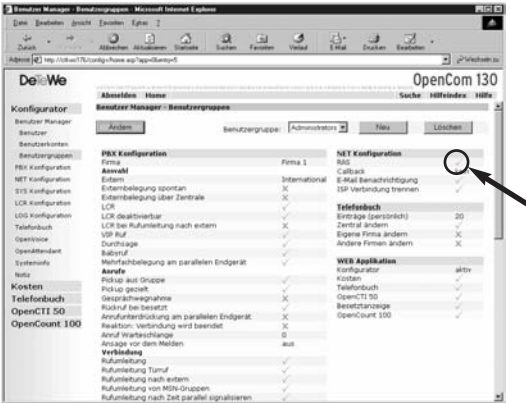 Benutzer Manager - Benutzergruppen - Microsoft Internet Explorer
Datei Bearbeiten Ansicht Favoriten Extras ?
Zurück Abbrechen Aktualisieren Startseite Suchen Favoriten Verlauf E-Mail Drucken Bearbeiten
Adresse Wechseln zu
DeTeWe
OpenCom 130
Abmelden Home Suche Hilfeindex Hilfe
Konfigurator
Benutzer Manager
Benutzer
Benutzerkonten
Benutzergruppen
PBX Konfiguration
NET Konfiguration
SYS Konfiguration
LCR Konfiguration
LOG Konfiguration
Telefonbuch
OpenVoice
OpenAttendant
Systeminfo
Notiz
Kosten
Telefonbuch
OpenCTI 50
OpenCount 100
Benutzer Manager - Benutzergruppen
Ändern Benutzergruppe: Administrators Neu Löschen
PBX Konfiguration
Firma Firma 1
Anwahl
Extern International
Externbelegung spontan
Externbelegung über Zentrale
LCR
LCR deaktivierbar
LCR bei Rufumleitung nach extern
VIP Ruf
Durchsage
Babyruf
Mehrfachbelegung am parallelen Endgerät
Anrufe
Pickup aus Gruppe
Pickup gezielt
Gesprächwegnahme
Rückruf bei besetzt
Anrufunterdrückung am parallelen Endgerät
Reaktion: Verbindung wird beendet
Anruf Warteschlange 0
Ansage vor dem Melden aus
Verbindung
Rufumleitung
Rufumleitung Türruf
Rufumleitung nach extern
Rufumleitung von MSN-Gruppen
Rufumleitung nach Zeit parallel signalisieren
NET Konfiguration
RAS
Callback
E-Mail Benachrichtigung
ISP Verbindung trennen
Telefonbuch
Einträge (persönlich) 20
Zentral ändern
Eigene Firma ändern
Andere Firmen ändern
WEB Applikation
Konfigurator aktiv
Kosten
Telefonbuch
OpenCTI 50
Besetztanzeige
OpenCount 100